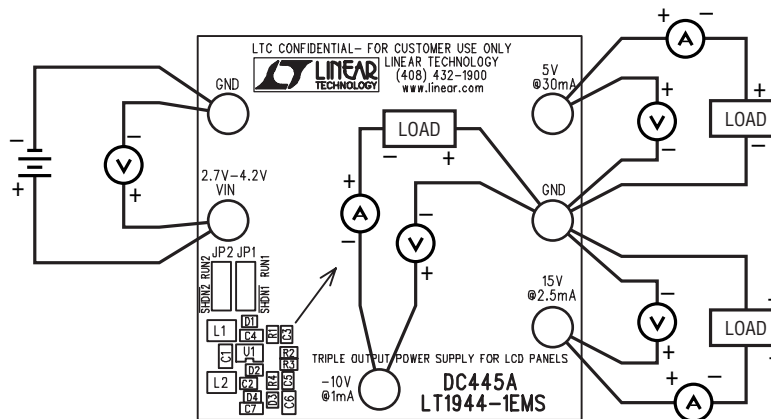 LTC CONFIDENTIAL- FOR CUSTOMER USE ONLY
LINEAR TECHNOLOGY
LINEAR
TECHNOLOGY
(408) 432-1900
www.linear.com
GND
5V
@30mA
A
+
-
LOAD
-
+
V
-
+
LOAD
+
-
V
+
-
-
+
V
-
+
2.7V-4.2V
VIN
A
+
-
V
-
+
GND
JP2
JP1
SHDN2
RUN2
SHDN1
RUN1
15V
@2.5mA
V
-
+
LOAD
L1
D1
C4
R1
C3
C1
U1
R2
R3
D2
L2
C2
R4
C5
D4
C7
D3
C6
TRIPLE OUTPUT POWER SUPPLY FOR LCD PANELS
-10V
@1mA
DC445A
LT1944-1EMS
-
A
+